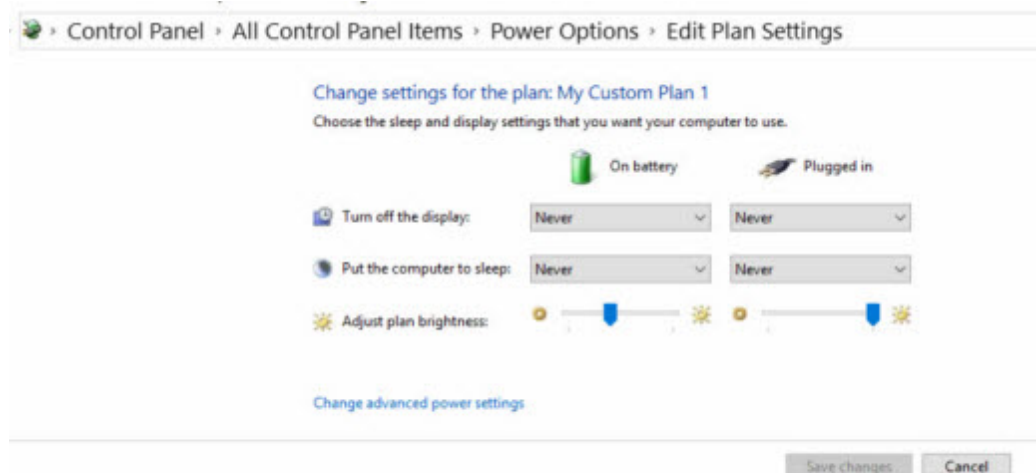 Control Panel › All Control Panel Items › Power Options › Edit Plan Settings
Change settings for the plan: My Custom Plan 1
Choose the sleep and display settings that you want your computer to use.
On battery Plugged in
Turn off the display: Never Never
Put the computer to sleep: Never Never
Adjust plan brightness:
Change advanced power settings
Save changes Cancel